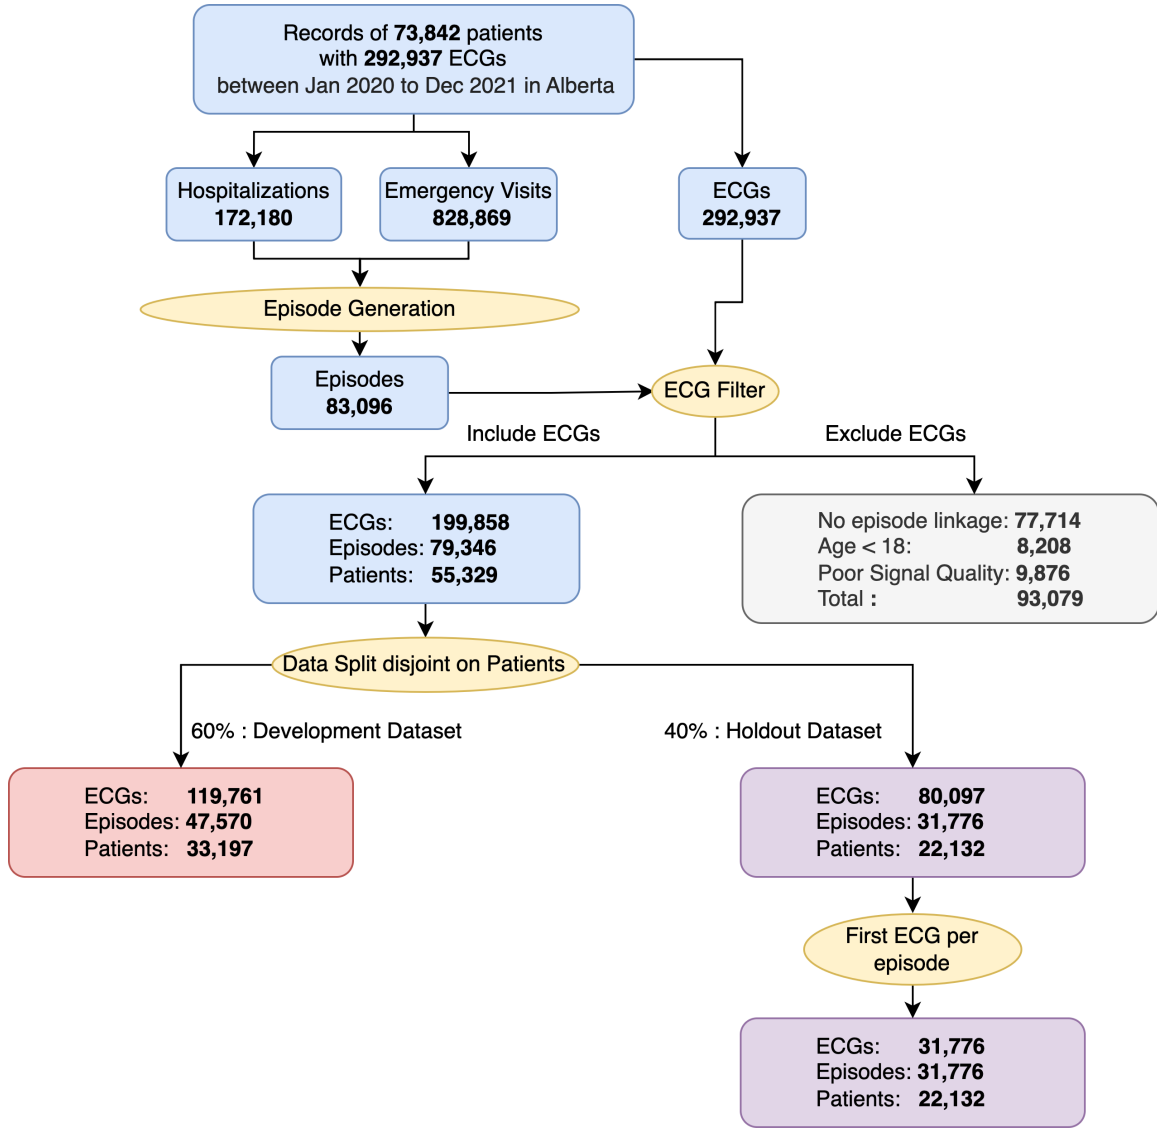 Records of 73,842 patients
with 292,937 ECGs
between Jan 2020 to Dec 2021 in Alberta
Hospitalizations
172,180
Emergency Visits
828,869
ECGs
292,937
Episode Generation
Episodes
83,096
ECG Filter
Include ECGs
Exclude ECGs
ECGs: 199,858
Episodes: 79,346
Patients: 55,329
No episode linkage: 77,714
Age < 18: 8,208
Poor Signal Quality: 9,876
Total : 93,079
Data Split disjoint on Patients
60% : Development Dataset
40% : Holdout Dataset
ECGs: 119,761
Episodes: 47,570
Patients: 33,197
ECGs: 80,097
Episodes: 31,776
Patients: 22,132
First ECG per
episode
ECGs: 31,776
Episodes: 31,776
Patients: 22,132